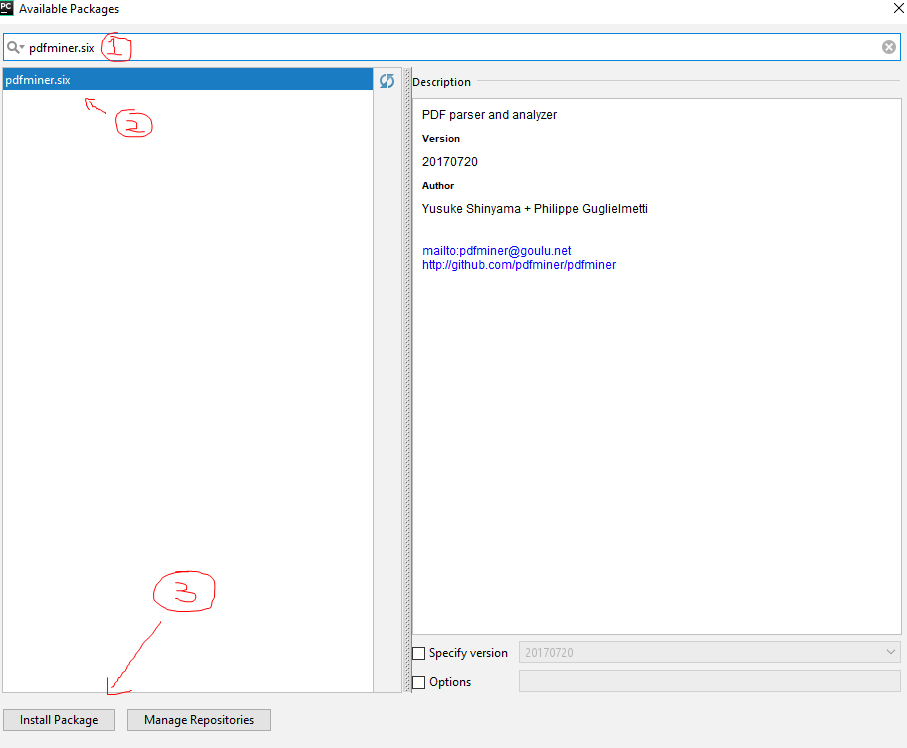 PC Available Packages
pdfminer.six 1
pdfminer.six
2
Description
PDF parser and analyzer
Version
20170720
Author
Yusuke Shinyama + Philippe Guglielmetti
mailto:pdfminer@goulu.net
http://github.com/pdfminer/pdfminer
3
Specify version 20170720
Options
Install Package Manage Repositories